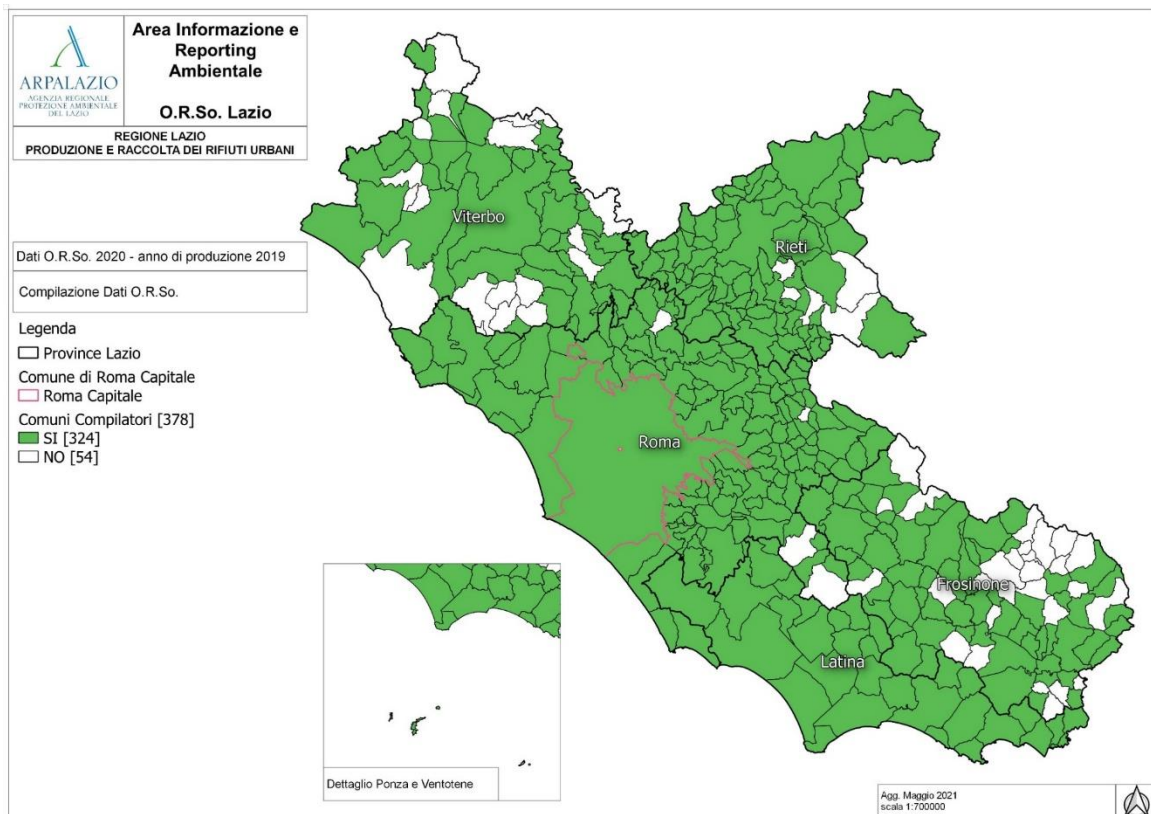 ARPALAZIO
AGENZIA REGIONALE
PROTEZIONE AMBIENTALE
DEL LAZIO
Area Informazione e
Reporting
Ambientale
O.R.So. Lazio
REGIONE LAZIO
PRODUZIONE E RACCOLTA DEI RIFIUTI URBANI
Dati O.R.So. 2020 - anno di produzione 2019
Compilazione Dati O.R.So.
Legenda
Province Lazio
Comune di Roma Capitale
Roma Capitale
Comuni Compilatori [378]
SI [324]
NO [54]
Viterbo
Rieti
Roma
Frosinone
Latina
Dettaglio Ponza e Ventotene
Agg. Maggio 2021
scala 1:700000